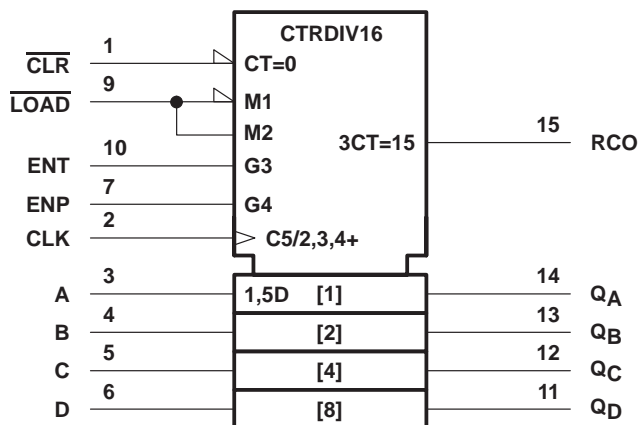 CTRDIV16
1
CLR
CT=0
9
LOAD
M1
M2
15
3CT=15
RCO
10
ENT
G3
7
ENP
G4
2
CLK
C5/2,3,4+
3
A
1,5D [1]
14
QA
4
B
[2]
13
QB
5
C
[4]
12
QC
6
D
[8]
11
QD